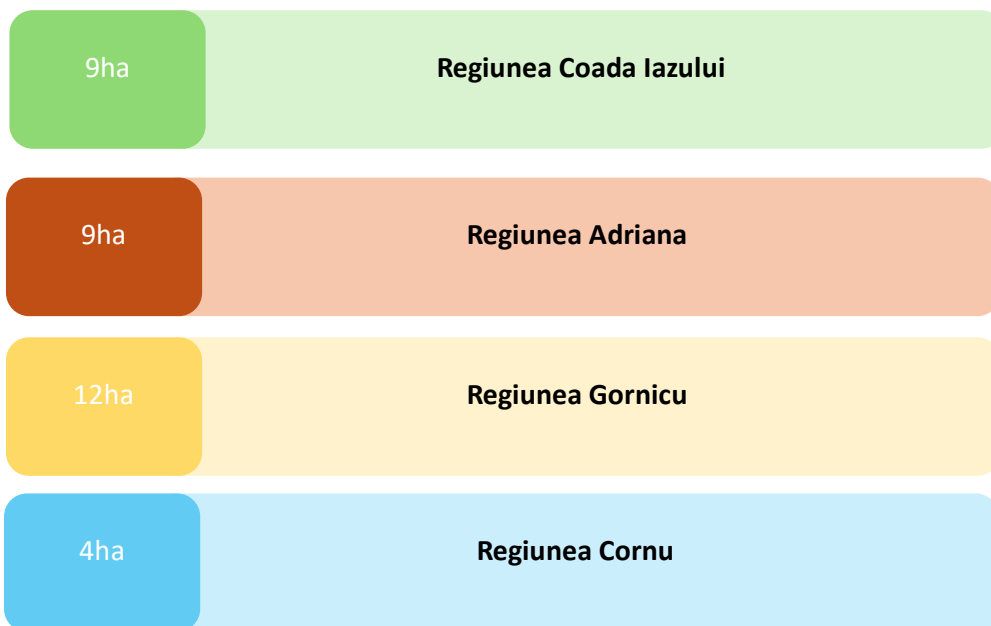 9ha
Regiunea Coada Iazului
9ha
Regiunea Adriana
12ha
Regiunea Gornicu
4ha
Regiunea Cornu